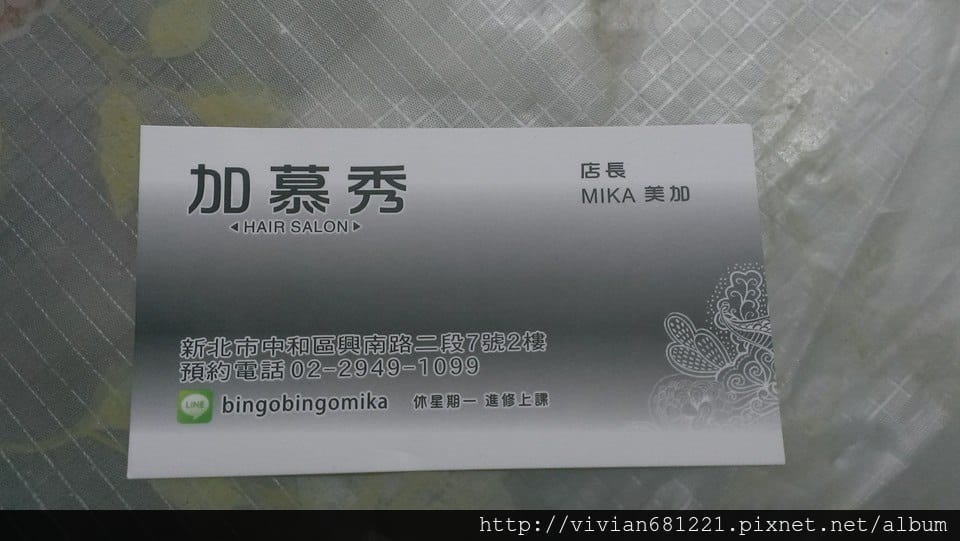 加慕秀
HAIR SALON
店長
MIKA 美加
新北市中和區興南路二段7號2樓
預約電話 02-2949-1099
LINE bingobingomika 休星期一 進修上課
http://vivian681221.pixnet.net/album